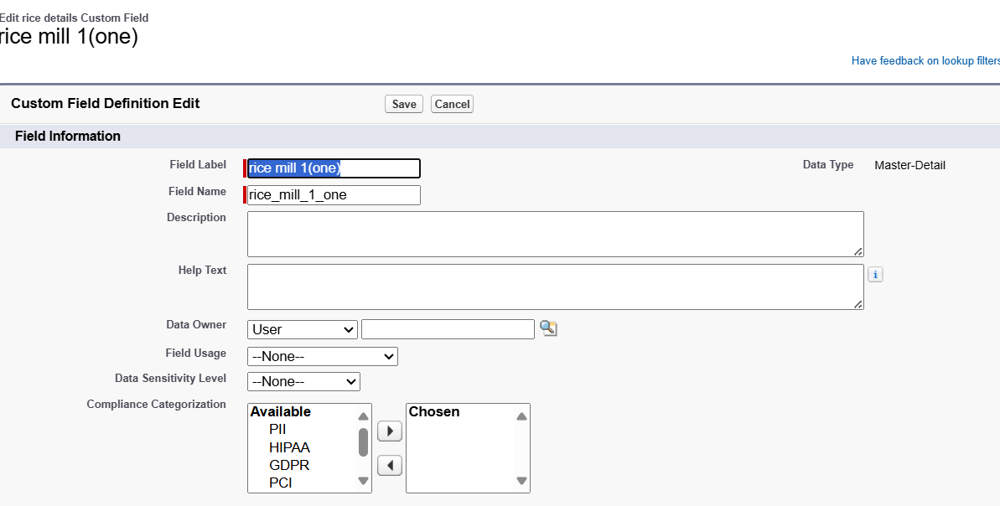 Edit rice details Custom Field
rice mill 1(one)
Have feedback on lookup filters
Custom Field Definition Edit
Save
Cancel
Field Information
Field Label
rice mill 1(one)
Data Type
Master-Detail
Field Name
rice_mill_1_one
Description
Help Text
i
Data Owner
User
Field Usage
--None--
Data Sensitivity Level
--None--
Compliance Categorization
Available
PII
HIPAA
GDPR
PCI
Chosen